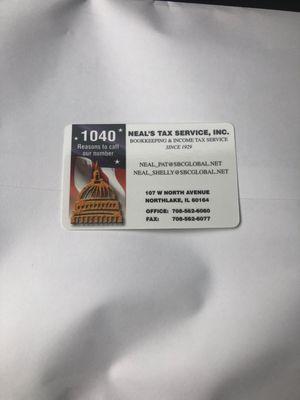 1040
Reasons to call
our number
NEAL'S TAX SERVICE, INC.
BOOKKEEPING & INCOME TAX SERVICE
SINCE 1929
NEAL_PAT@SBCGLOBAL.NET
NEAL_SHELLY@SBCGLOBAL.NET
107 W NORTH AVENUE
NORTHLAKE, IL 60164
OFFICE: 708-562-6060
FAX: 708-562-6077